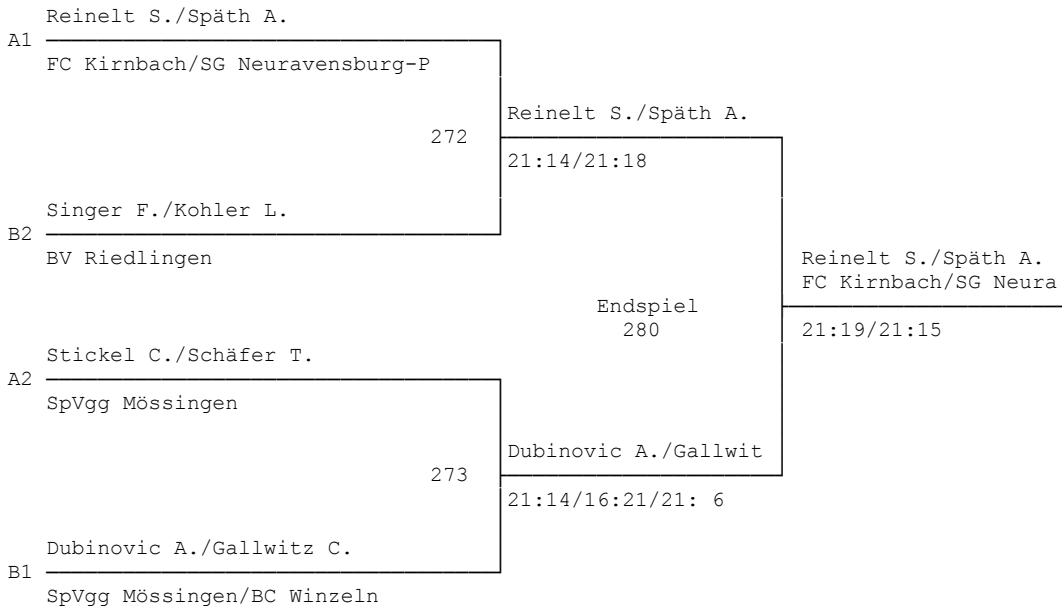 Reinelt S./Späth A.
A1
FC Kirnbach/SG Neuravensburg-P
Reinelt S./Späth A.
272
21:14/21:18
Singer F./Kohler L.
B2
BV Riedlingen
Reinelt S./Späth A.
FC Kirnbach/SG Neura
Endspiel
280
21:19/21:15
Stickel C./Schäfer T.
A2
SpVgg Mössingen
Dubinovic A./Gallwit
273
21:14/16:21/21: 6
Dubinovic A./Gallwitz C.
B1
SpVgg Mössingen/BC Winzeln